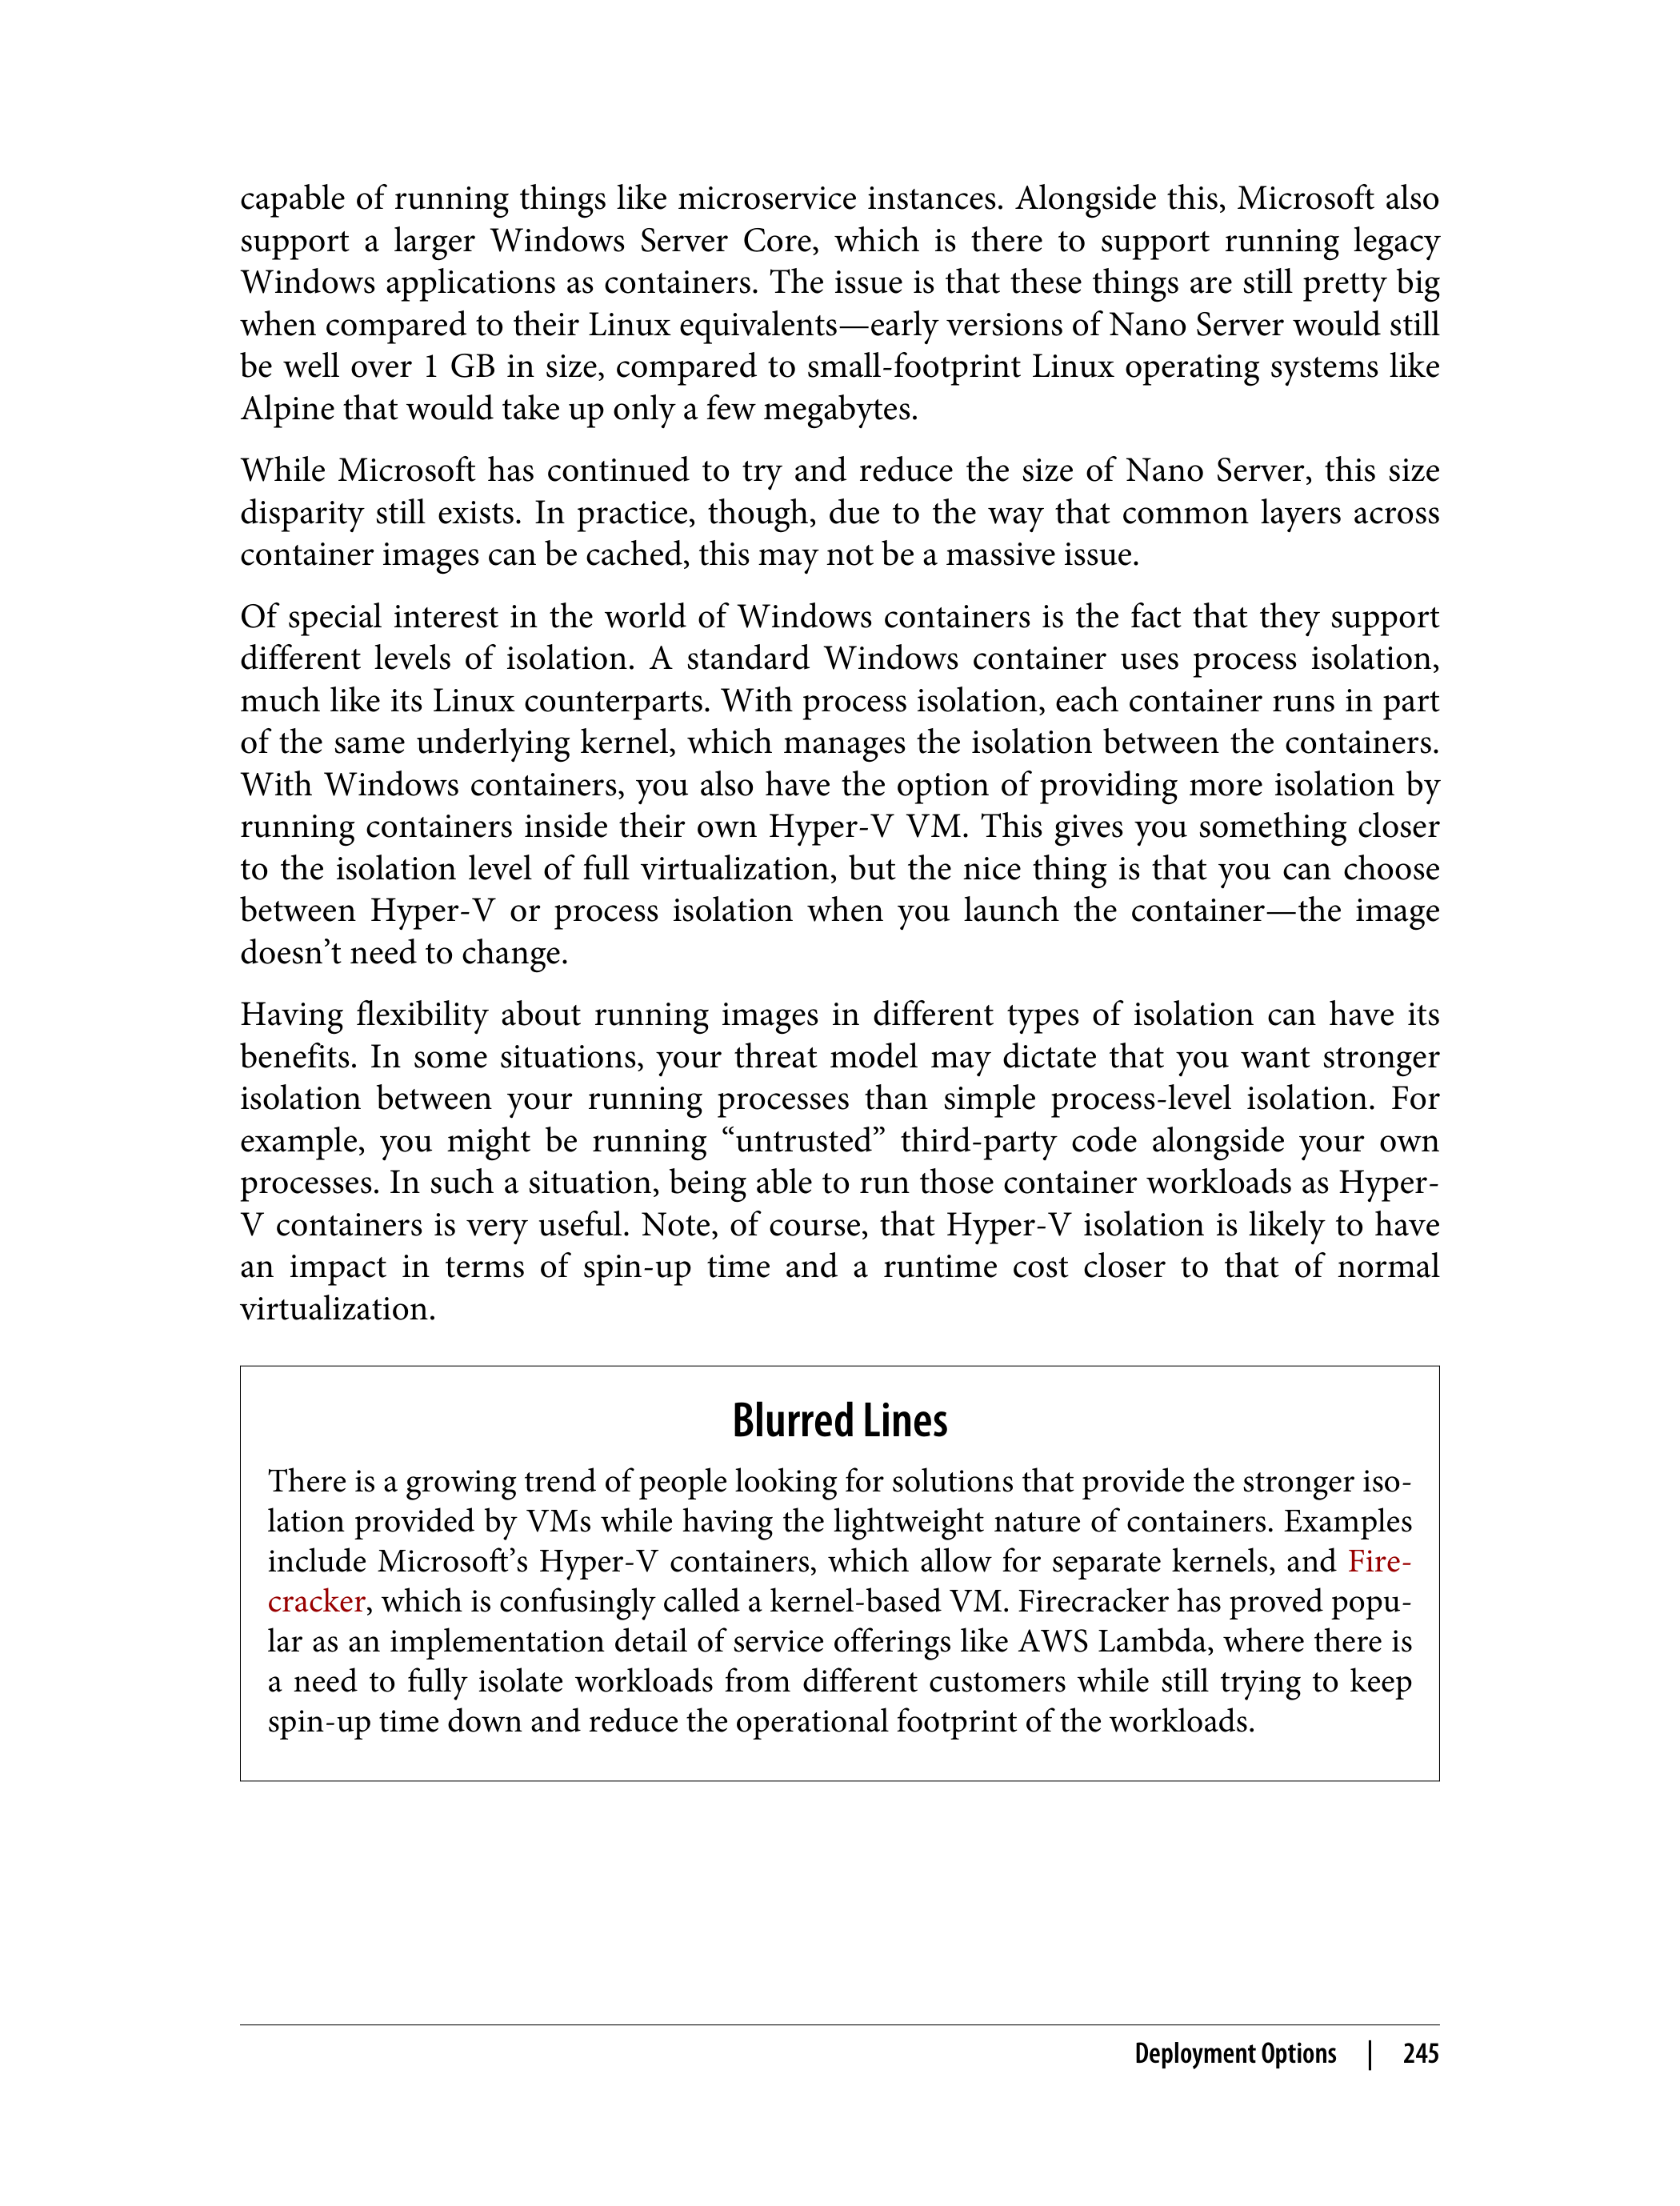 capable of running things like microservice instances. Alongside this, Microsoft also
support a larger Windows Server Core, which is there to support running legacy
Windows applications as containers. The issue is that these things are still pretty big
when compared to their Linux equivalents—early versions of Nano Server would still
be well over 1 GB in size, compared to small-footprint Linux operating systems like
Alpine that would take up only a few megabytes.
While Microsoft has continued to try and reduce the size of Nano Server, this size
disparity still exists. In practice, though, due to the way that common layers across
container images can be cached, this may not be a massive issue.
Of special interest in the world of Windows containers is the fact that they support
different levels of isolation. A standard Windows container uses process isolation,
much like its Linux counterparts. With process isolation, each container runs in part
of the same underlying kernel, which manages the isolation between the containers.
With Windows containers, you also have the option of providing more isolation by
running containers inside their own Hyper-V VM. This gives you something closer
to the isolation level of full virtualization, but the nice thing is that you can choose
between Hyper-V or process isolation when you launch the container—the image
doesn’t need to change.
Having flexibility about running images in different types of isolation can have its
benefits. In some situations, your threat model may dictate that you want stronger
isolation between your running processes than simple process-level isolation. For
example, you might be running “untrusted” third-party code alongside your own
processes. In such a situation, being able to run those container workloads as Hyper-
V containers is very useful. Note, of course, that Hyper-V isolation is likely to have
an impact in terms of spin-up time and a runtime cost closer to that of normal
virtualization.
Blurred Lines
There is a growing trend of people looking for solutions that provide the stronger iso-
lation provided by VMs while having the lightweight nature of containers. Examples
include Microsoft’s Hyper-V containers, which allow for separate kernels, and Fire-
cracker, which is confusingly called a kernel-based VM. Firecracker has proved popu-
lar as an implementation detail of service offerings like AWS Lambda, where there is
a need to fully isolate workloads from different customers while still trying to keep
spin-up time down and reduce the operational footprint of the workloads.
Deployment Options | 245